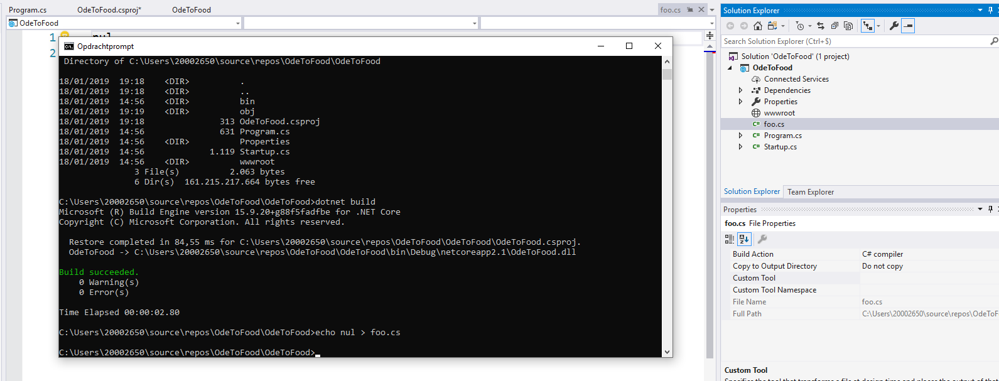 Program.cs
OdeToFood.csproj*
OdeToFood
foo.cs
OdeToFood
1
2
nul
Opdrachtprompt
Directory of C:\Users\20002650\source\repos\OdeToFood\OdeToFood
18/01/2019  19:18    <DIR>          .
18/01/2019  19:18    <DIR>          ..
18/01/2019  14:56    <DIR>          bin
18/01/2019  19:19    <DIR>          obj
18/01/2019  19:18               313 OdeToFood.csproj
18/01/2019  14:56               631 Program.cs
18/01/2019  14:56    <DIR>          Properties
18/01/2019  14:56             1.119 Startup.cs
18/01/2019  14:56    <DIR>          wwwroot
3 File(s)          2.063 bytes
6 Dir(s)  161.215.217.664 bytes free
C:\Users\20002650\source\repos\OdeToFood\OdeToFood>dotnet build
Microsoft (R) Build Engine version 15.9.20+g88f5fadfbe for .NET Core
Copyright (C) Microsoft Corporation. All rights reserved.
Restore completed in 84,55 ms for C:\Users\20002650\source\repos\OdeToFood\OdeToFood\OdeToFood.csproj.
OdeToFood -> C:\Users\20002650\source\repos\OdeToFood\OdeToFood\bin\Debug\netcoreapp2.1\OdeToFood.dll
Build succeeded.
0 Warning(s)
0 Error(s)
Time Elapsed 00:00:02.80
C:\Users\20002650\source\repos\OdeToFood\OdeToFood>echo nul > foo.cs
C:\Users\20002650\source\repos\OdeToFood\OdeToFood>
Solution Explorer
Search Solution Explorer (Ctrl+$)
Solution 'OdeToFood' (1 project)
OdeToFood
Connected Services
Dependencies
Properties
wwwroot
C# foo.cs
C# Program.cs
C# Startup.cs
Solution Explorer
Team Explorer
Properties
foo.cs File Properties
Build Action C# compiler
Copy to Output Directory Do not copy
Custom Tool
Custom Tool Namespace
File Name foo.cs
Full Path C:\Users\20002650\source\repos\OdeToF
Custom Tool